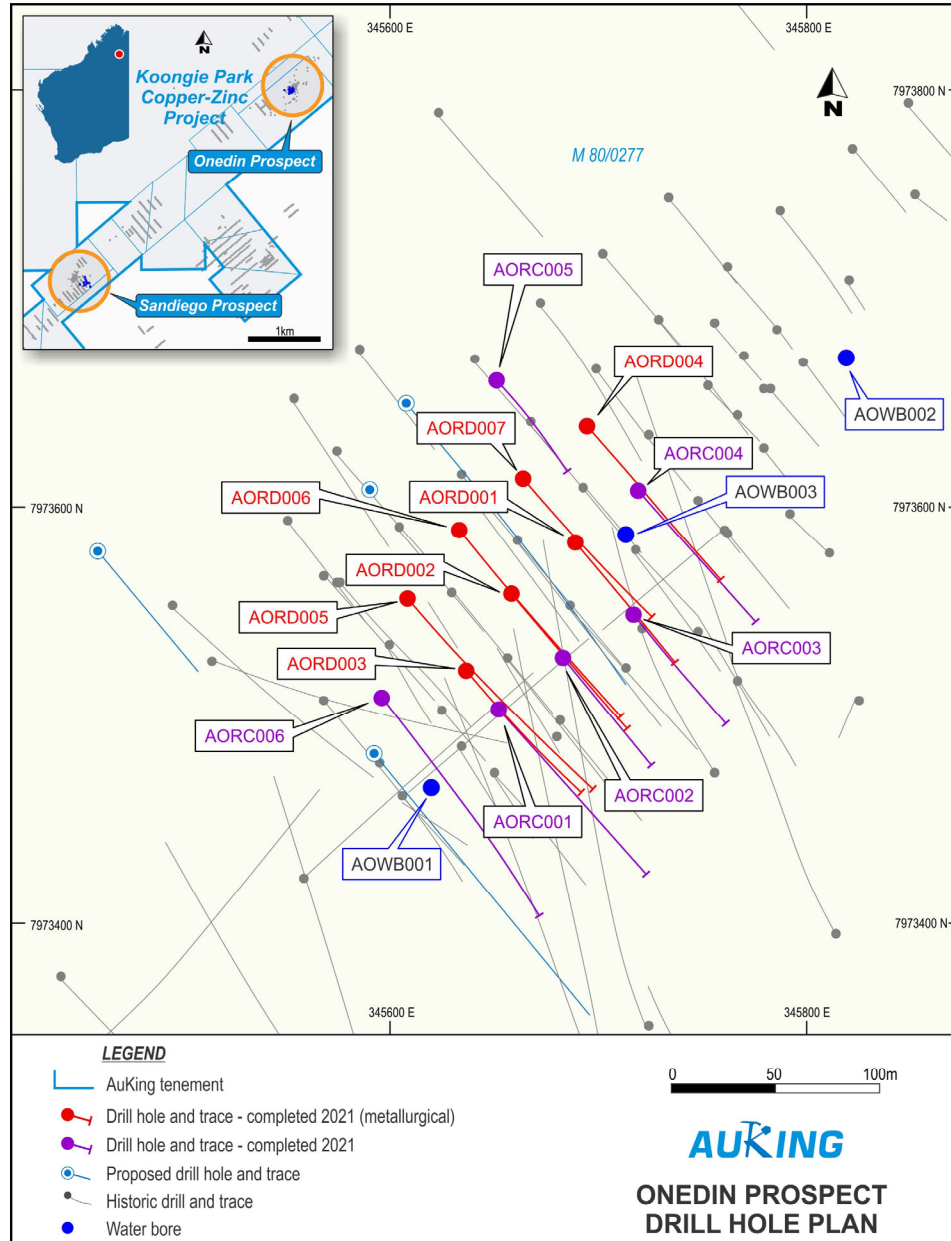 345600 E
345800 E
N
Koongie Park
Copper-Zinc
Project
Onedin Prospect
Sandiego Prospect
1km
7973800 N
N
M 80/0277
AORC005
AORD004
AOWB002
AORD007
AORC004
AORD006
AORD001
AOWB003
7973600 N
7973600 N
AORD002
AORD005
AORC003
AORD003
AORC006
AORC002
AORC001
AOWB001
7973400 N
7973400 N
345600 E
345800 E
LEGEND
AuKing tenement
Drill hole and trace - completed 2021 (metallurgical)
Drill hole and trace - completed 2021
Proposed drill hole and trace
Historic drill and trace
Water bore
0 50 100m
AUKING
ONEDIN PROSPECT
DRILL HOLE PLAN